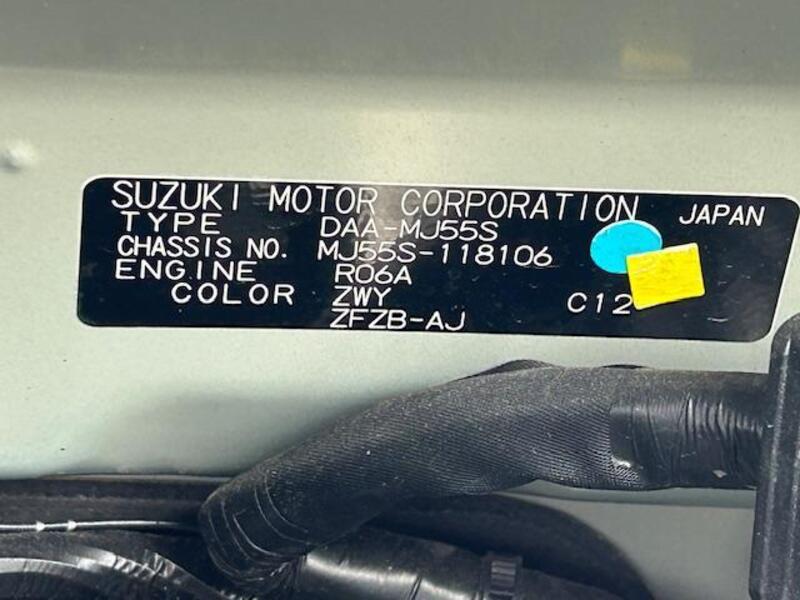 SUZUKI MOTOR CORPORATION JAPAN
TYPE DAA-MJ55S
CHASSIS NO. MJ55S-118106
ENGINE R06A
COLOR ZWY C12
ZFZB-AJ